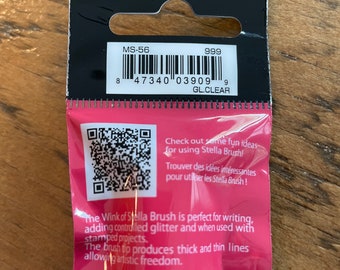 MS-56 999
8 47340 03909 9
GL.CLEAR
Check out some fun ideas
for using Stella Brush!
Trouver des idées intéressantes
pour utiliser les Stella Brush !
The Wink of Stella Brush is perfect for writing,
adding controlled glitter and when used with
stamped projects.
The brush tip produces thick and thin lines
allowing artistic freedom.